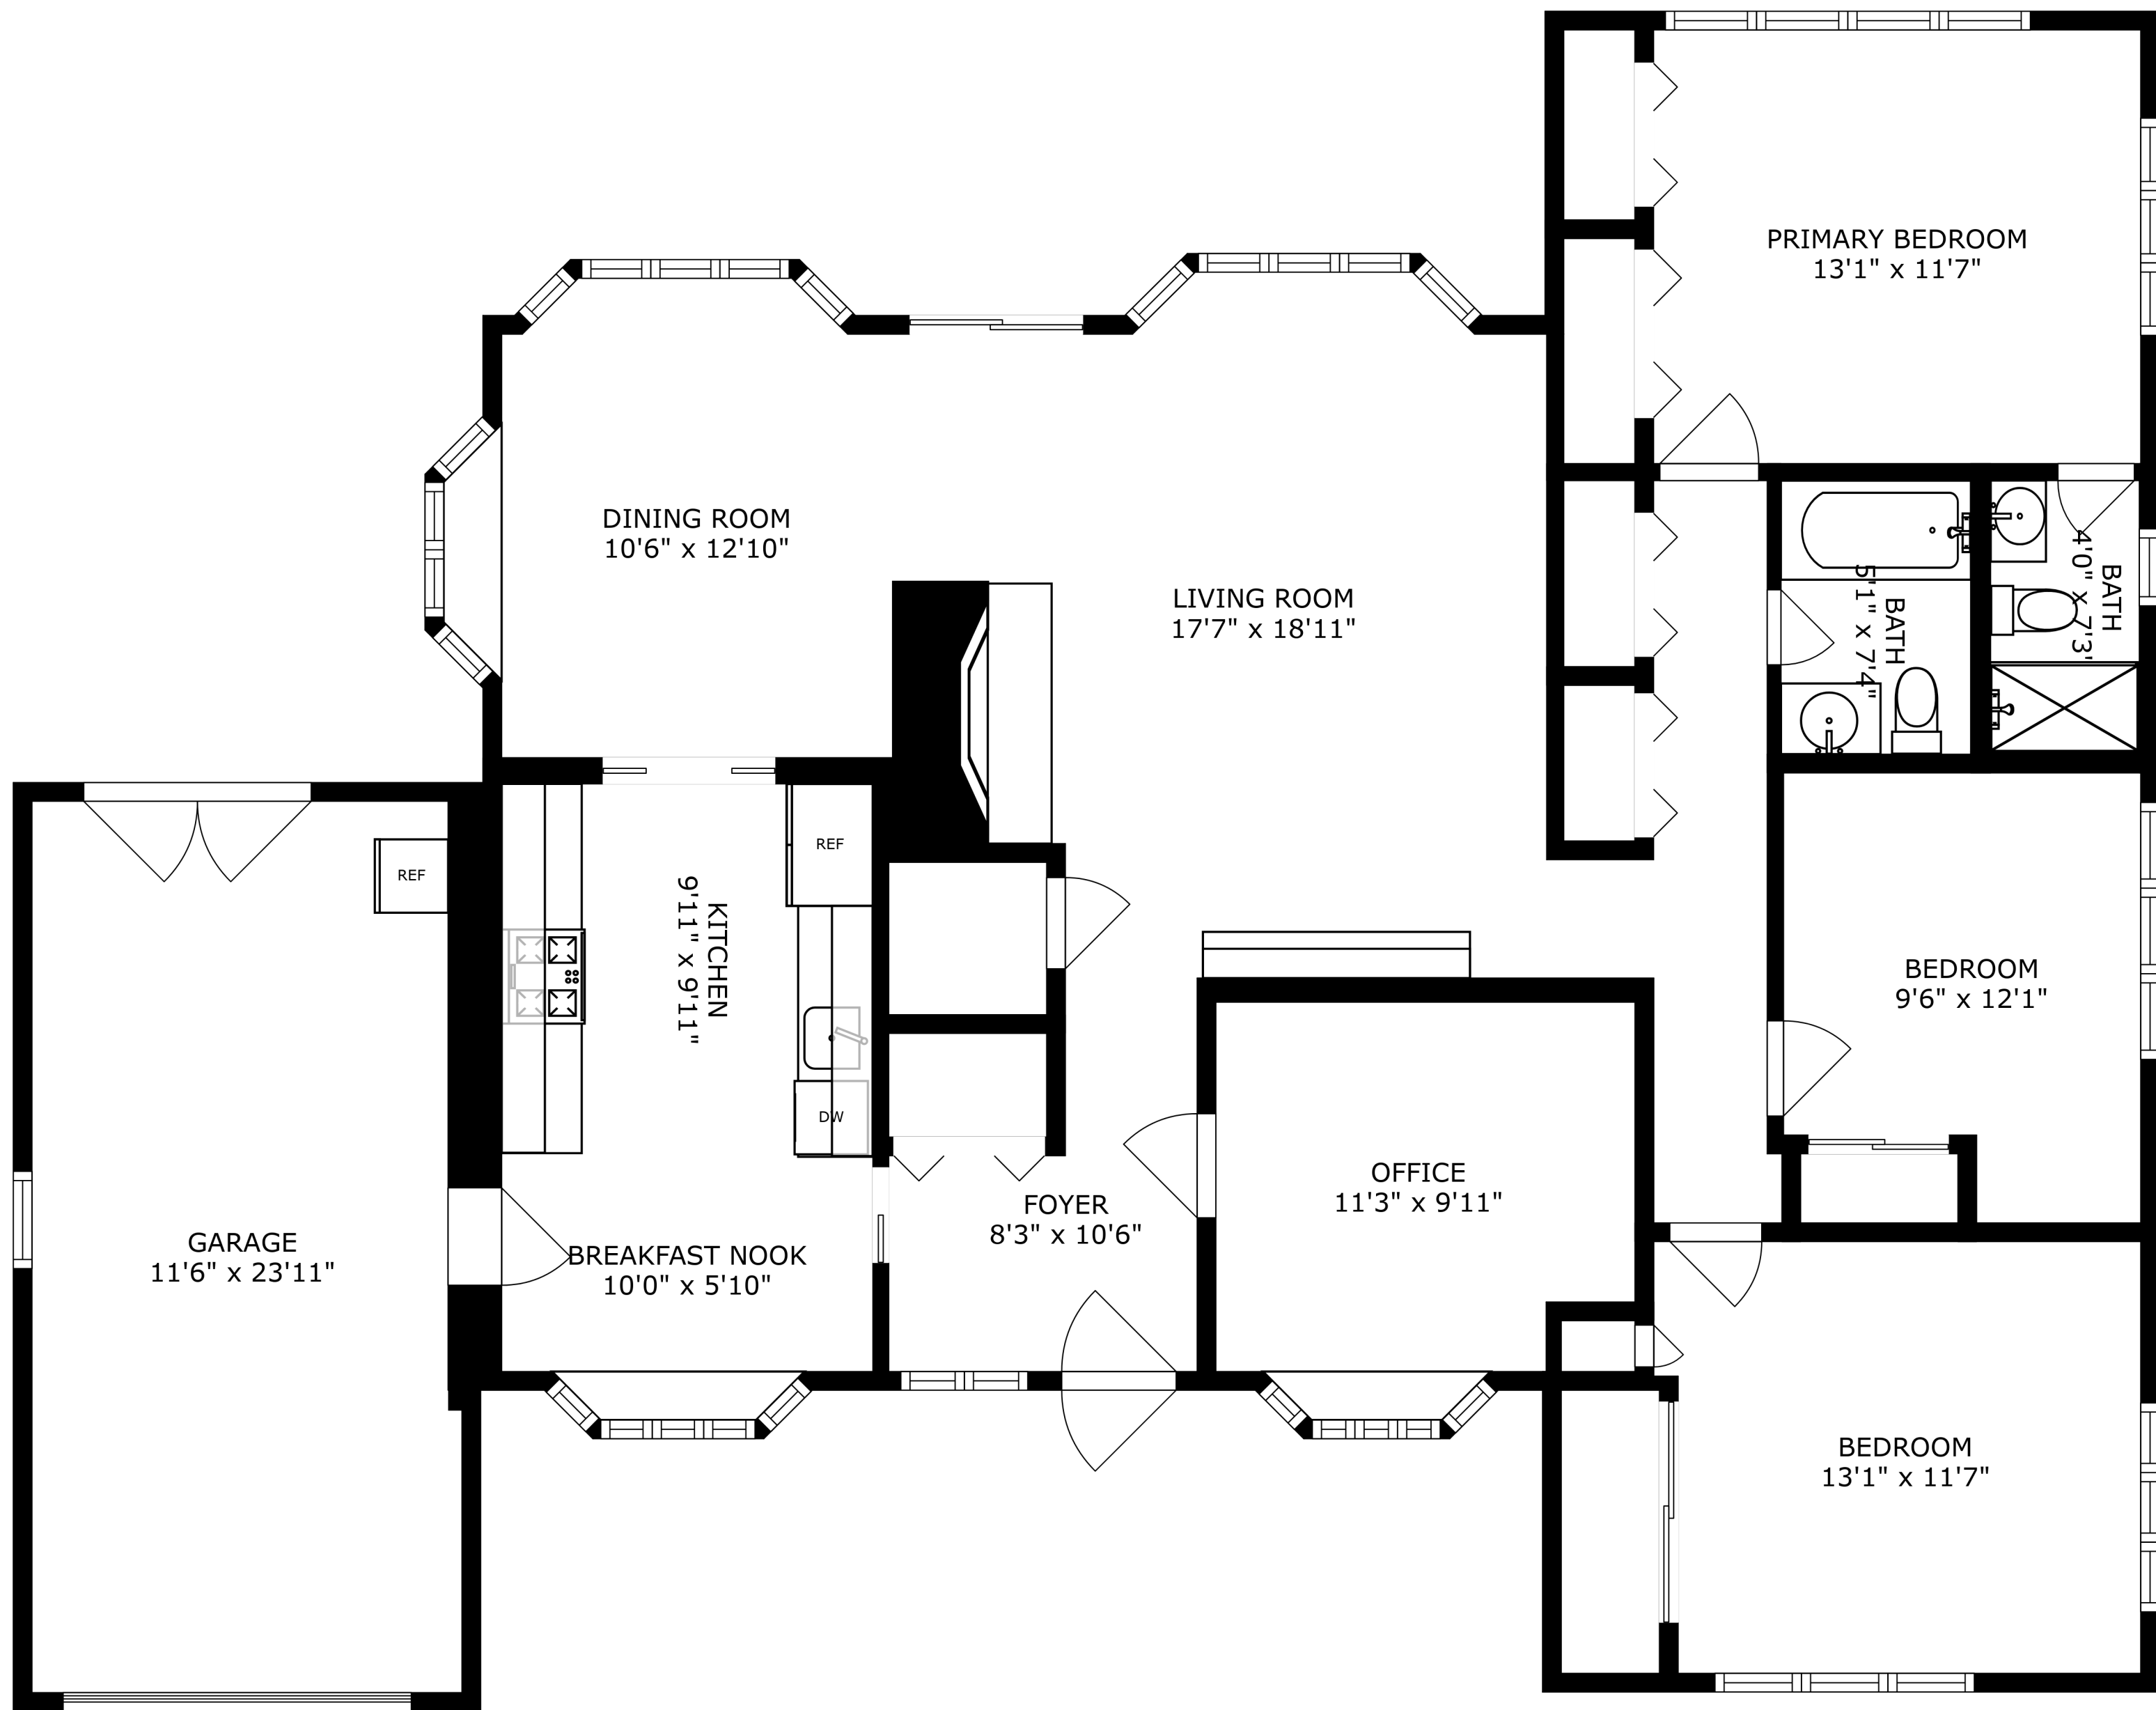 PRIMARY BEDROOM
13'1" x 11'7"
DINING ROOM
10'6" x 12'10"
LIVING ROOM
17'7" x 18'11"
BATH
5'1" x 7'4"
BATH
4'0" x 7'3"
REF
REF
KITCHEN
9'11" x 9'11"
DW
BEDROOM
9'6" x 12'1"
OFFICE
11'3" x 9'11"
FOYER
8'3" x 10'6"
GARAGE
11'6" x 23'11"
BREAKFAST NOOK
10'0" x 5'10"
BEDROOM
13'1" x 11'7"